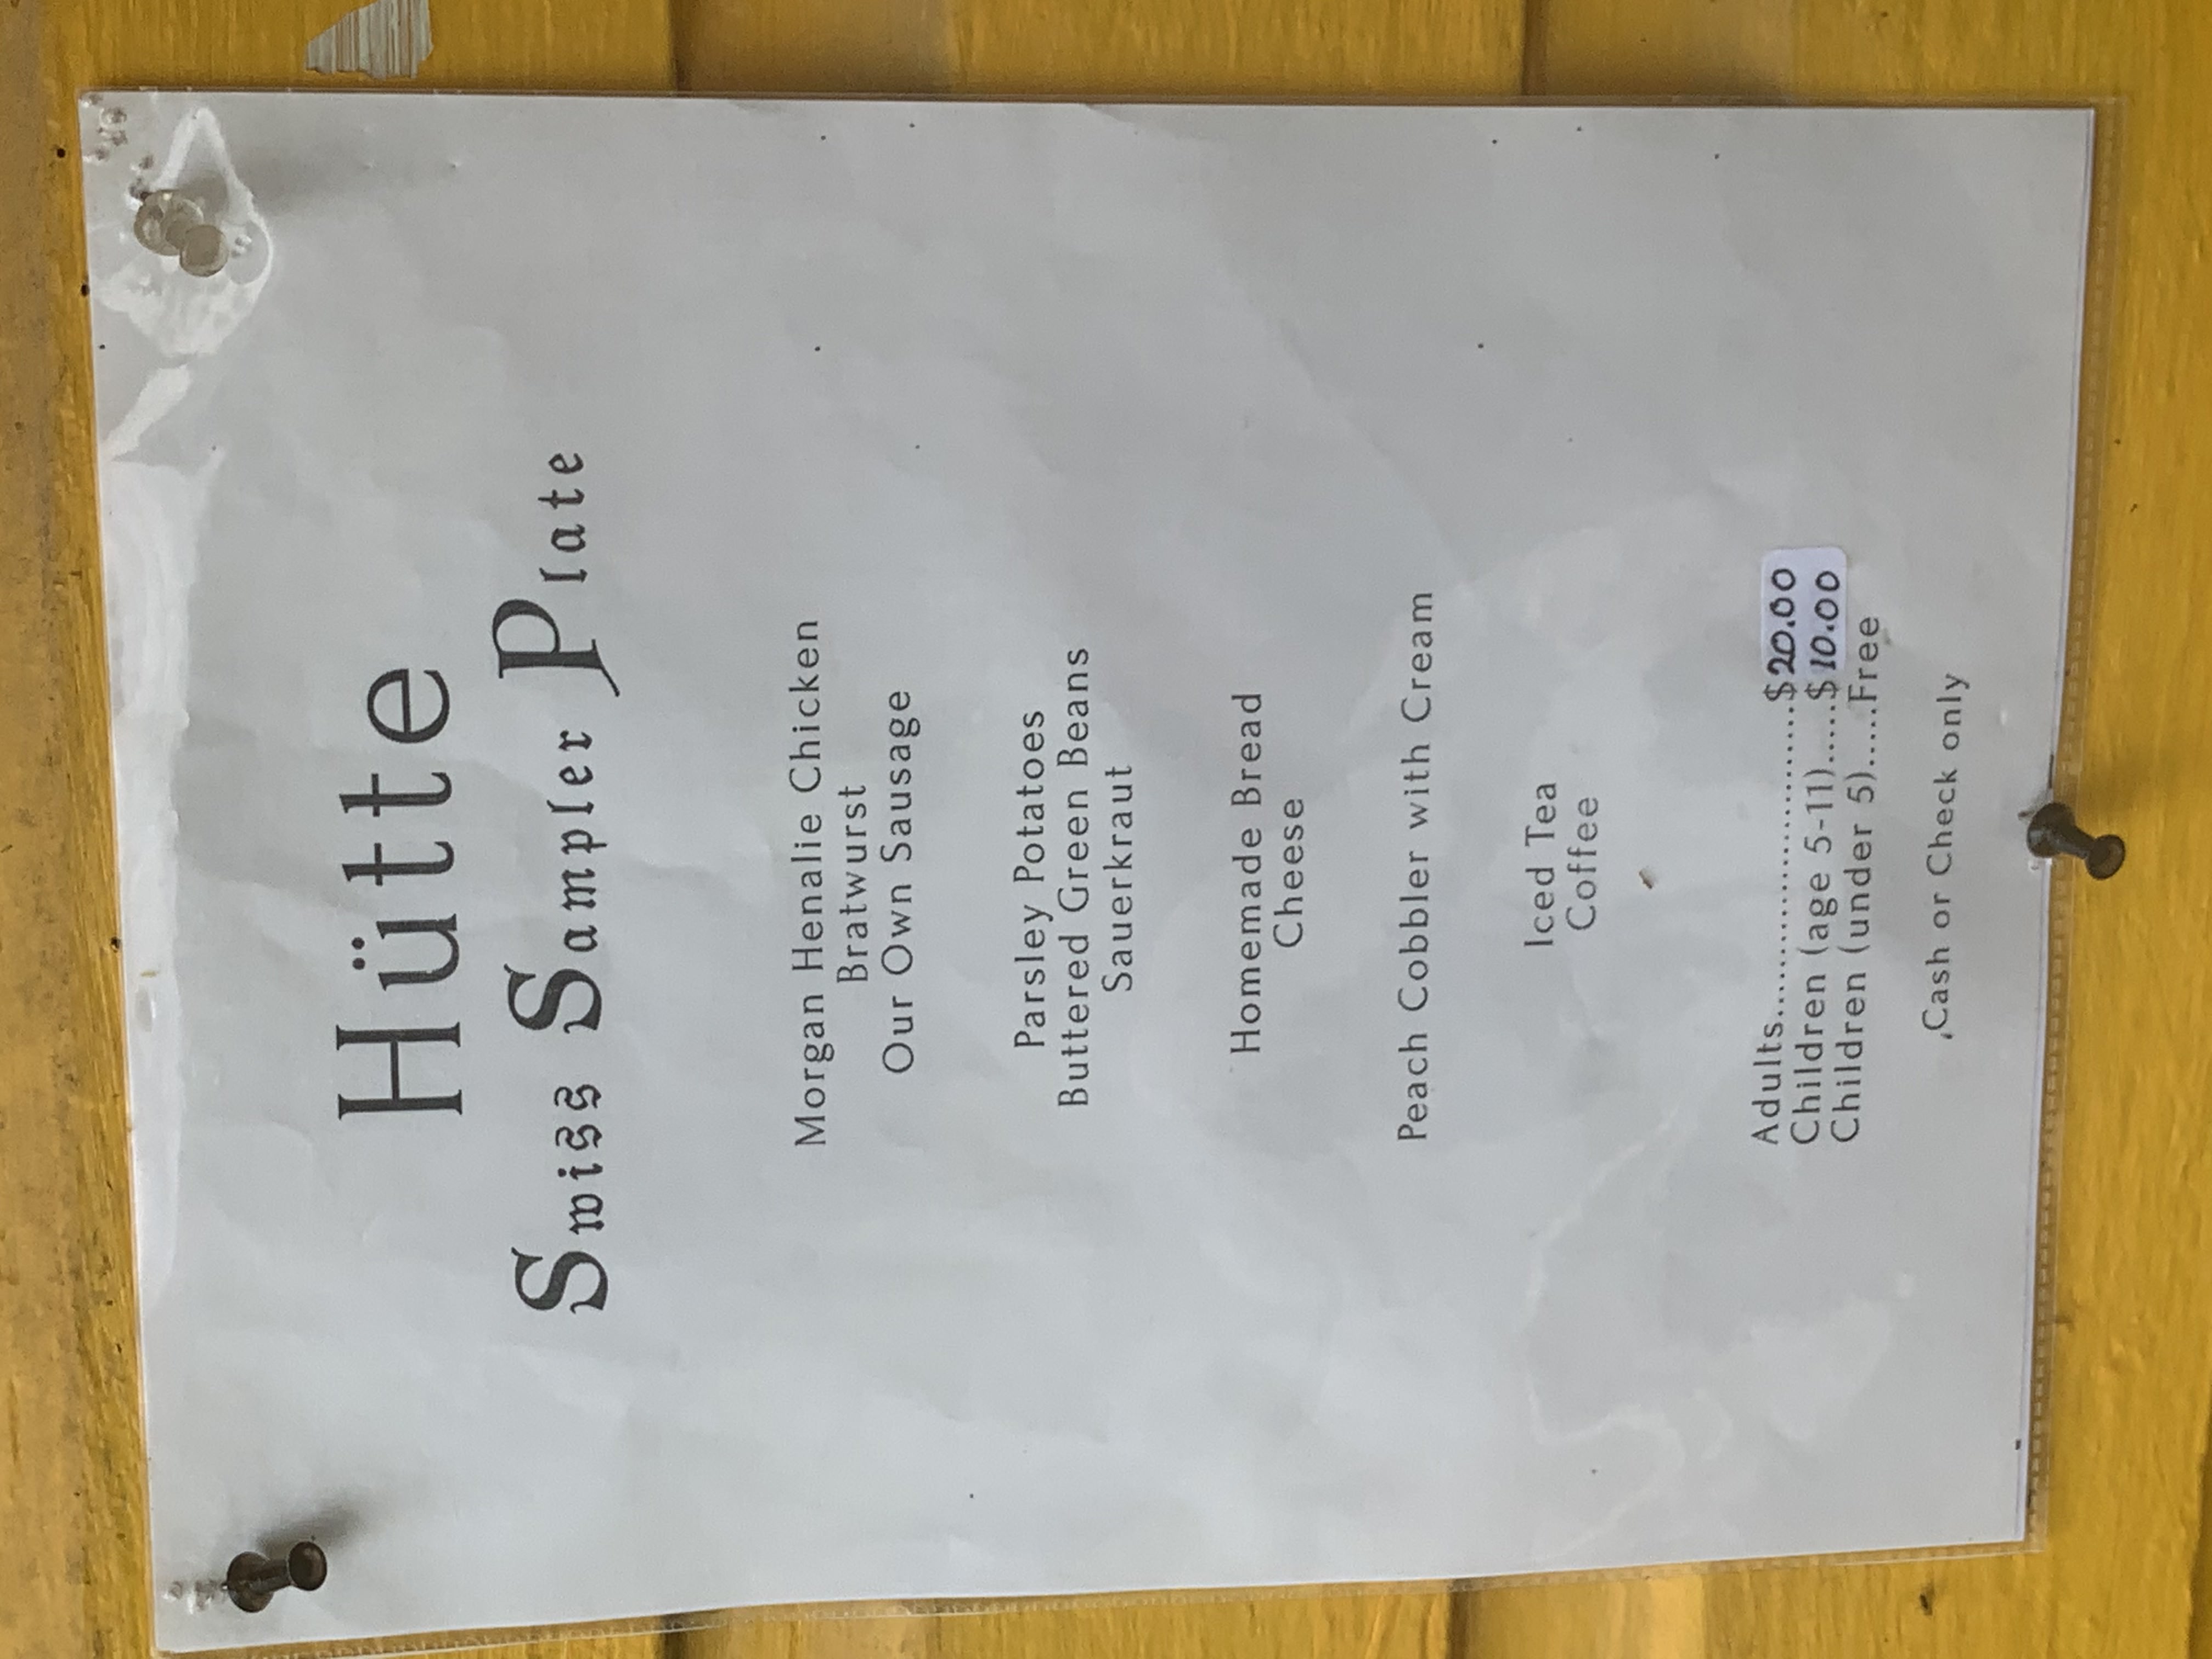 Hütte
Swiss Sampler Plate
Morgan Henalie Chicken
Bratwurst
Our Own Sausage
Parsley Potatoes
Buttered Green Beans
Sauerkraut
Homemade Bread
Cheese
Peach Cobbler with Cream
Iced Tea
Coffee
Adults.........................$20.00
Children (age 5-11).....$10.00
Children (under 5).....Free
Cash or Check only